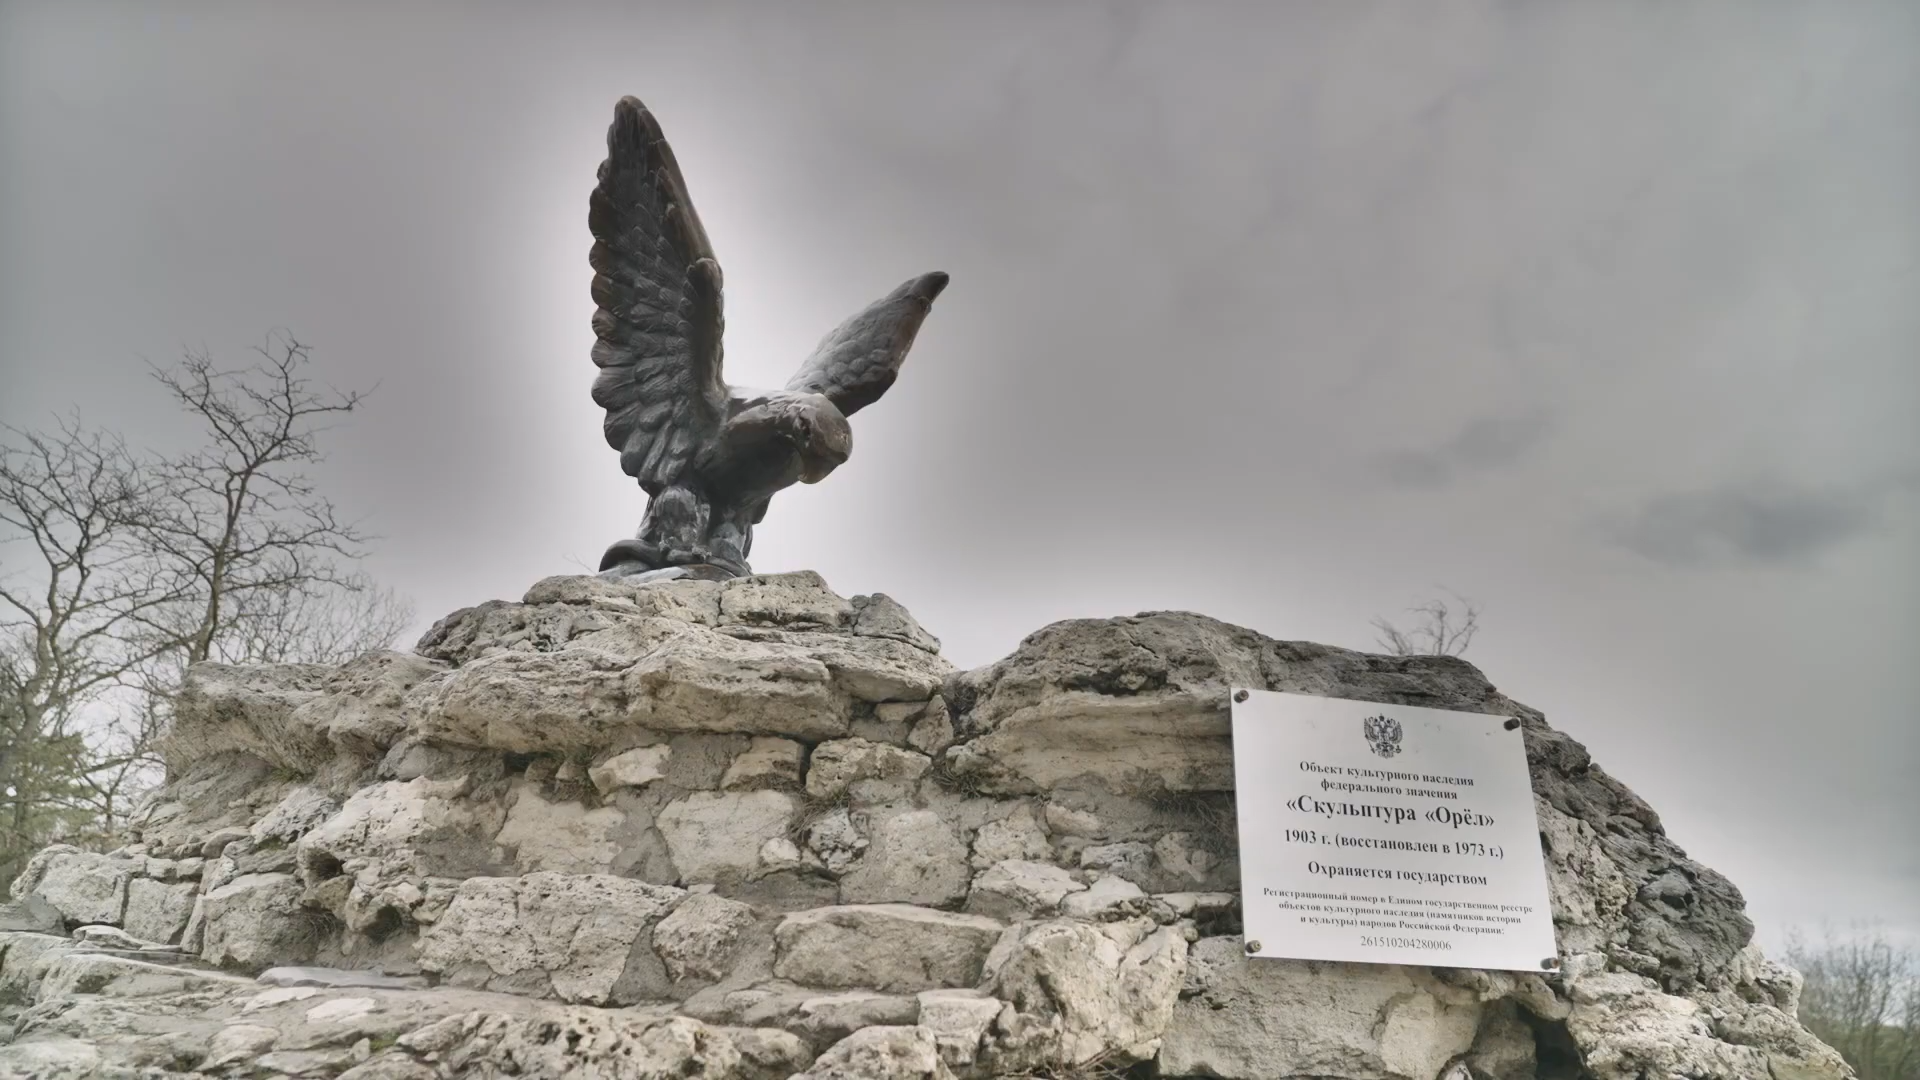 Объект культурного наследия
федерального значения
«Скульптура «Орёл»
1903 г. (восстановлен в 1973 г.)
Охраняется государством
Регистрационный номер в Едином государственном реестре
объектов культурного наследия (памятников истории
и культуры) народов Российской Федерации:
261510204280006